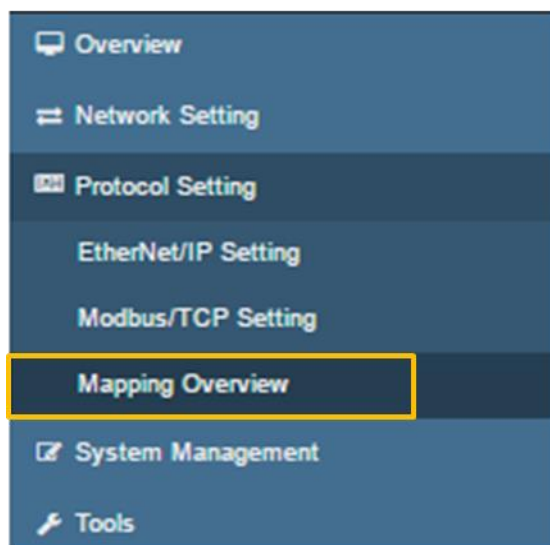 Overview
Network Setting
Protocol Setting
EtherNet/IP Setting
Modbus/TCP Setting
Mapping Overview
System Management
Tools